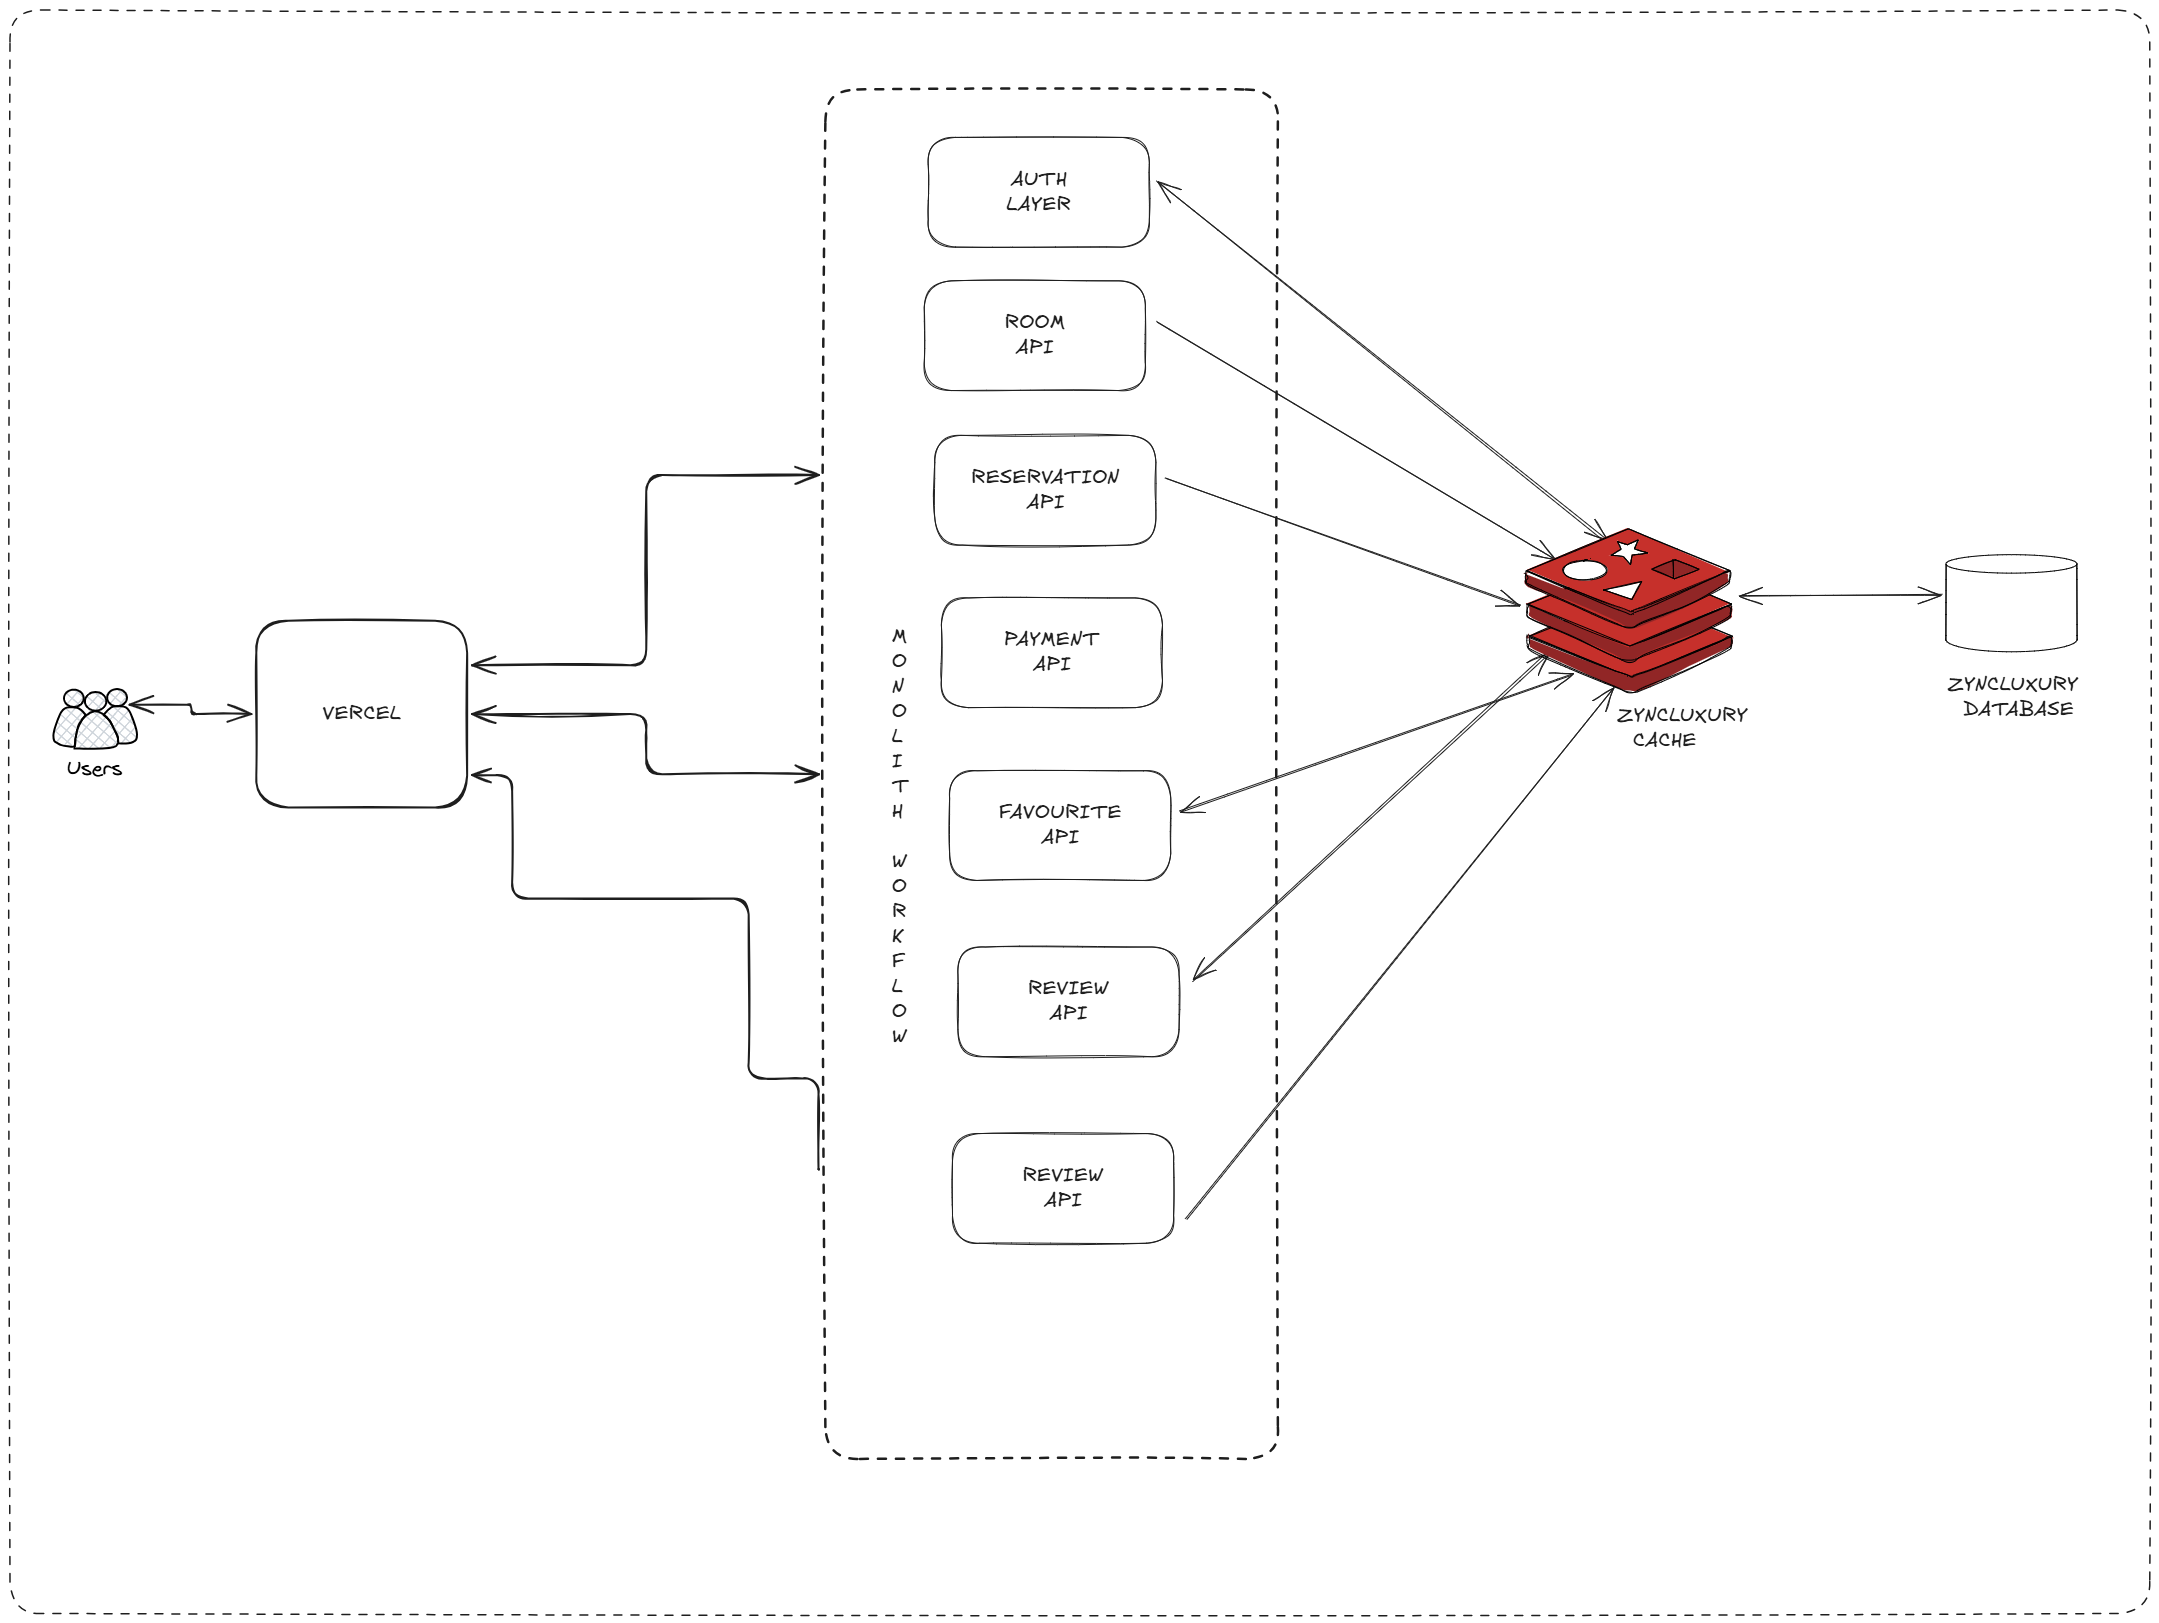 AUTH
LAYER
ROOM
API
RESERVATION
API
PAYMENT
API
MONOLITH WORKFLOW
FAVOURITE
API
REVIEW
API
REVIEW
API
VERCEL
Users
ZYNCLUXURY
CACHE
ZYNCLUXURY
DATABASE